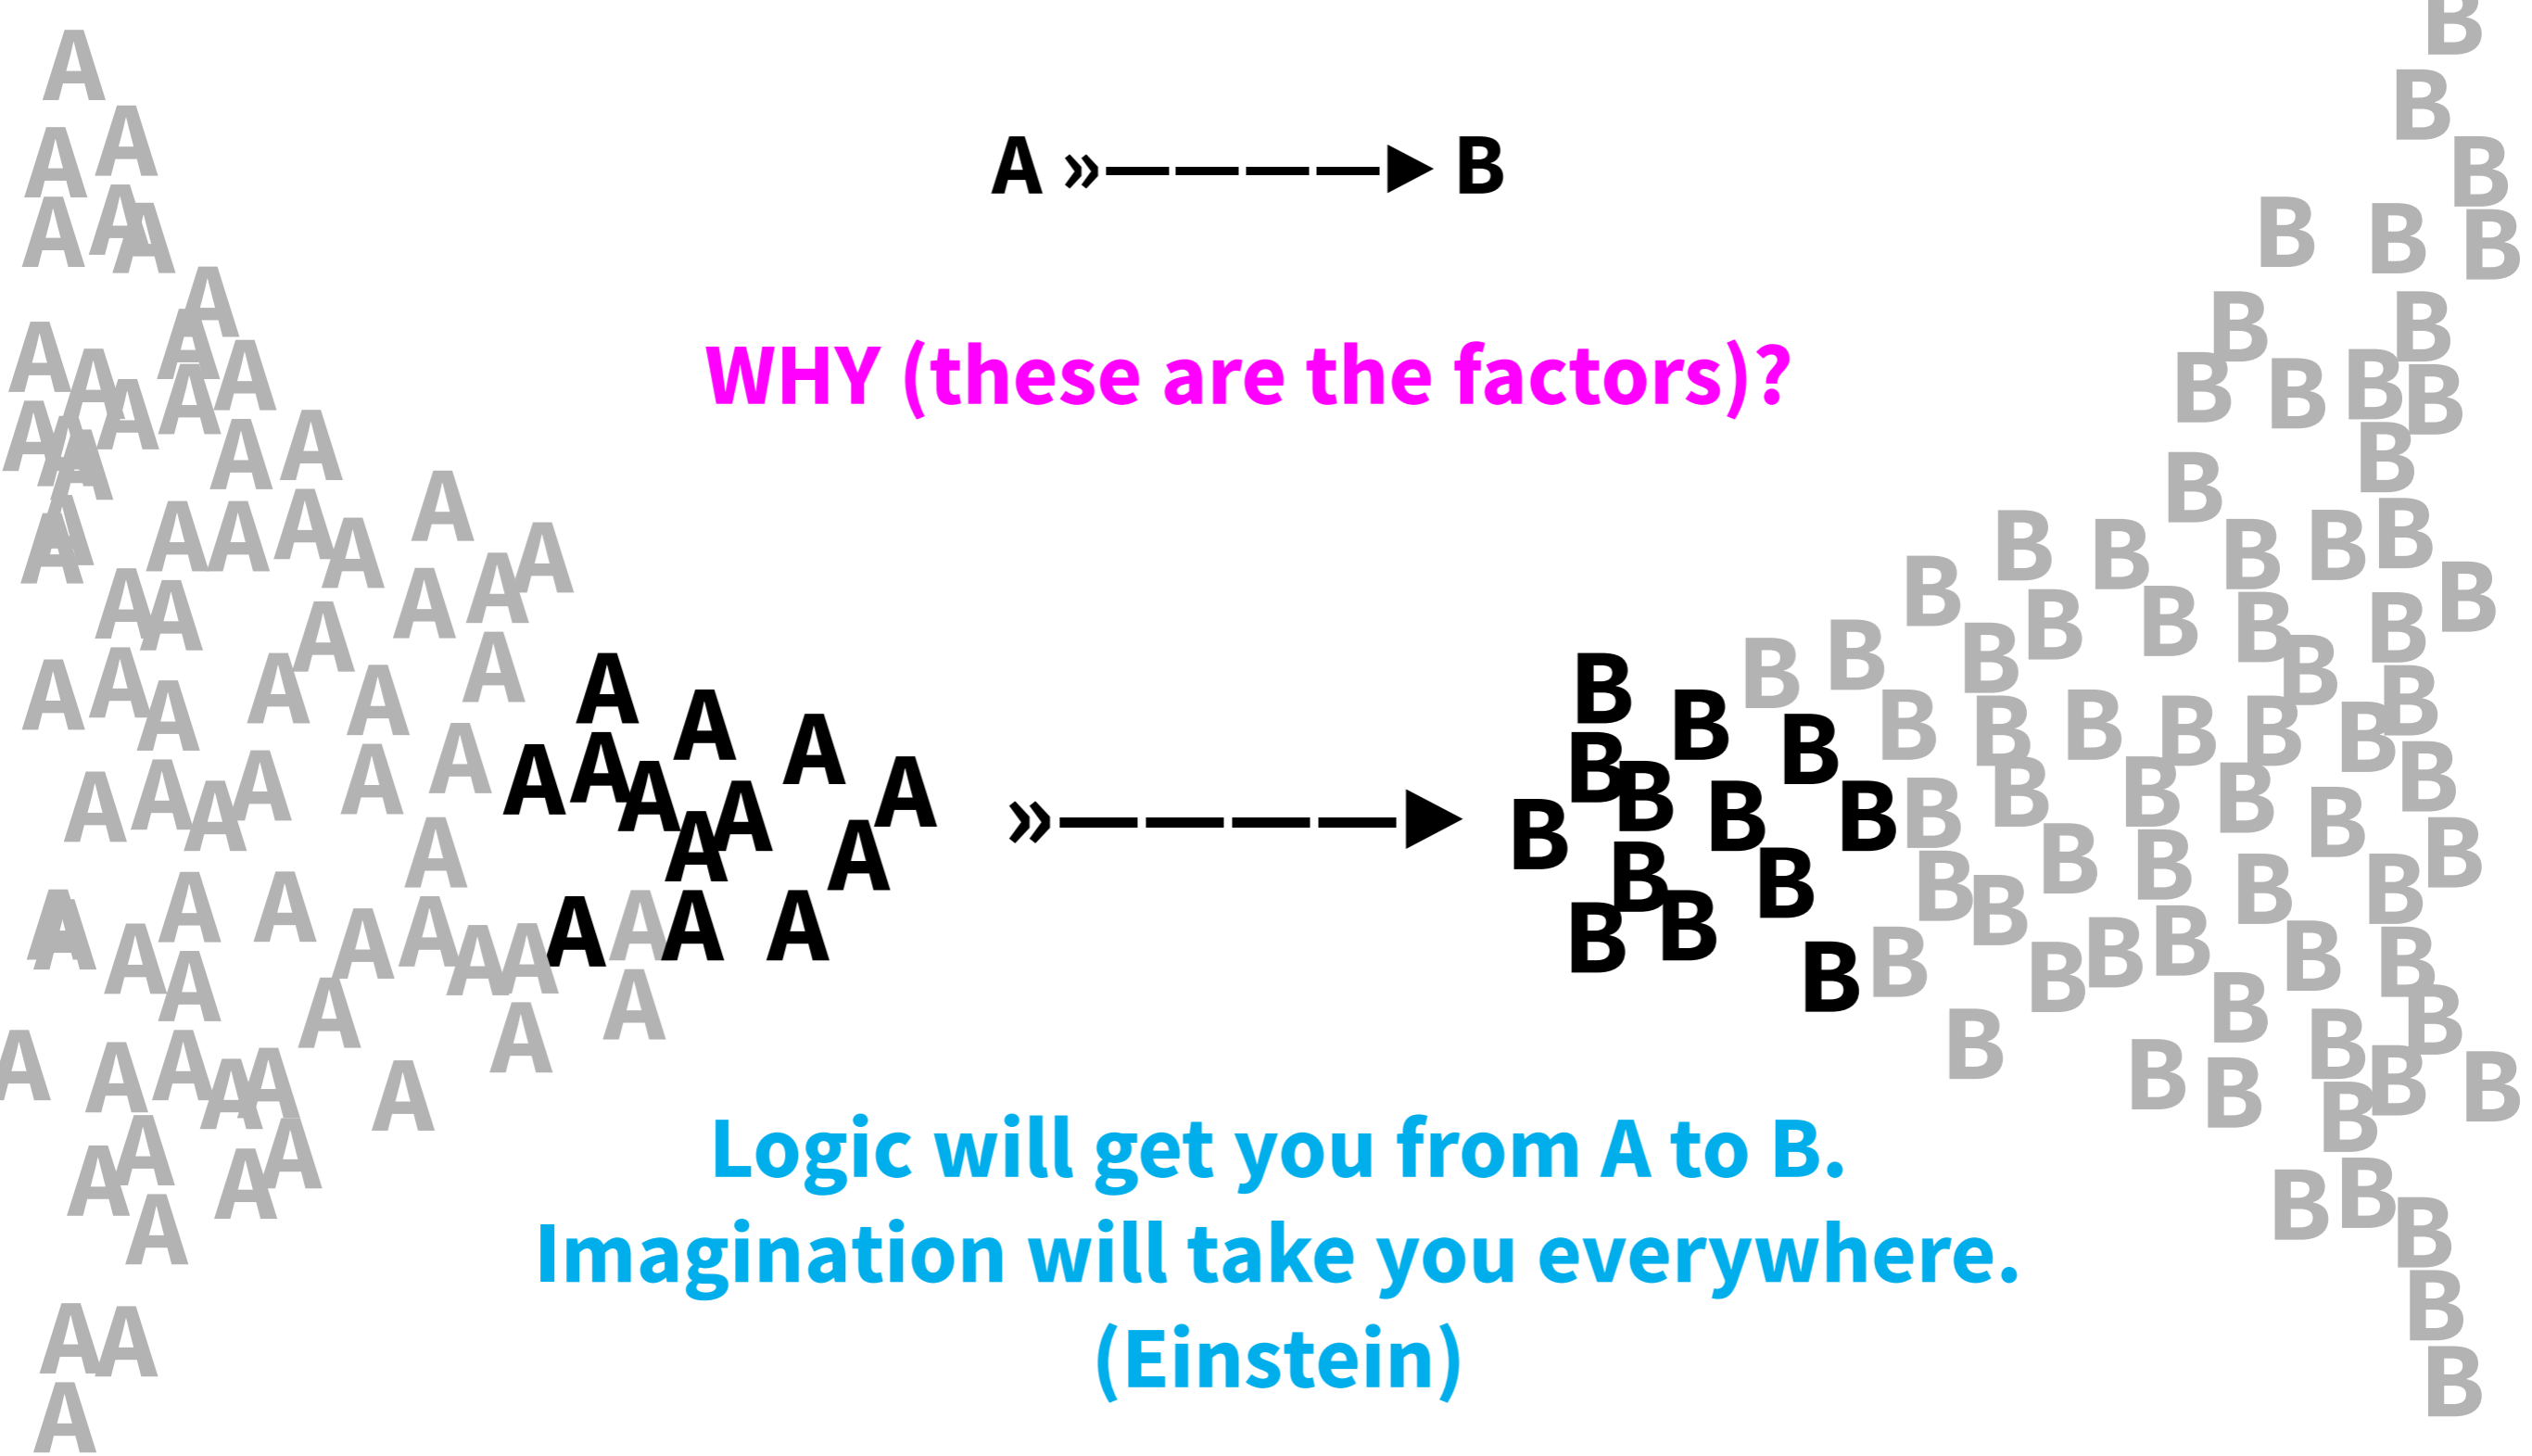 A »————► B
WHY (these are the factors)?
A A A A A A A A A A A A A A »————► B B B B B B B B B B B B B B
Logic will get you from A to B.
Imagination will take you everywhere.
(Einstein)